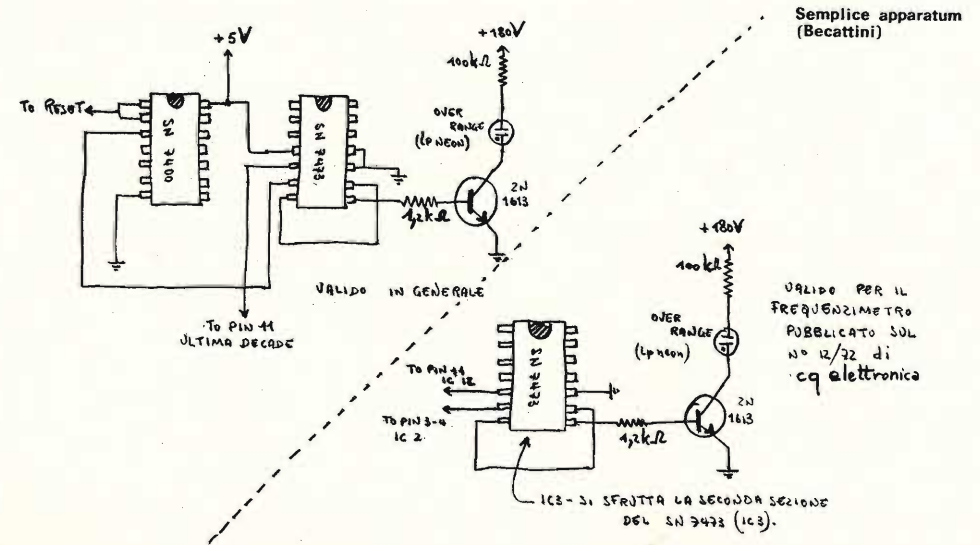 Semplice apparatum
(Becattini)
+5V
TO RESET
SN 7400
SN 7473
+180V
100kΩ
OVER
RANGE
(LP NEON)
2N
1613
1,2kΩ
VALIDO IN GENERALE
TO PIN 11
ULTIMA DECADE
+180V
100kΩ
OVER
RANGE
(Lp neon)
2N
1613
1,2kΩ
SN 7473
TO PIN 11
IC 12
TO PIN 3-4
IC 2.
VALIDO PER IL
FREQUENZIMETRO
PUBBLICATO SUL
N° 12/72 di
cq elettronica
IC3 - SI SFRUTTA LA SECONDA SEZIONE
DEL SN 7473 (IC3).